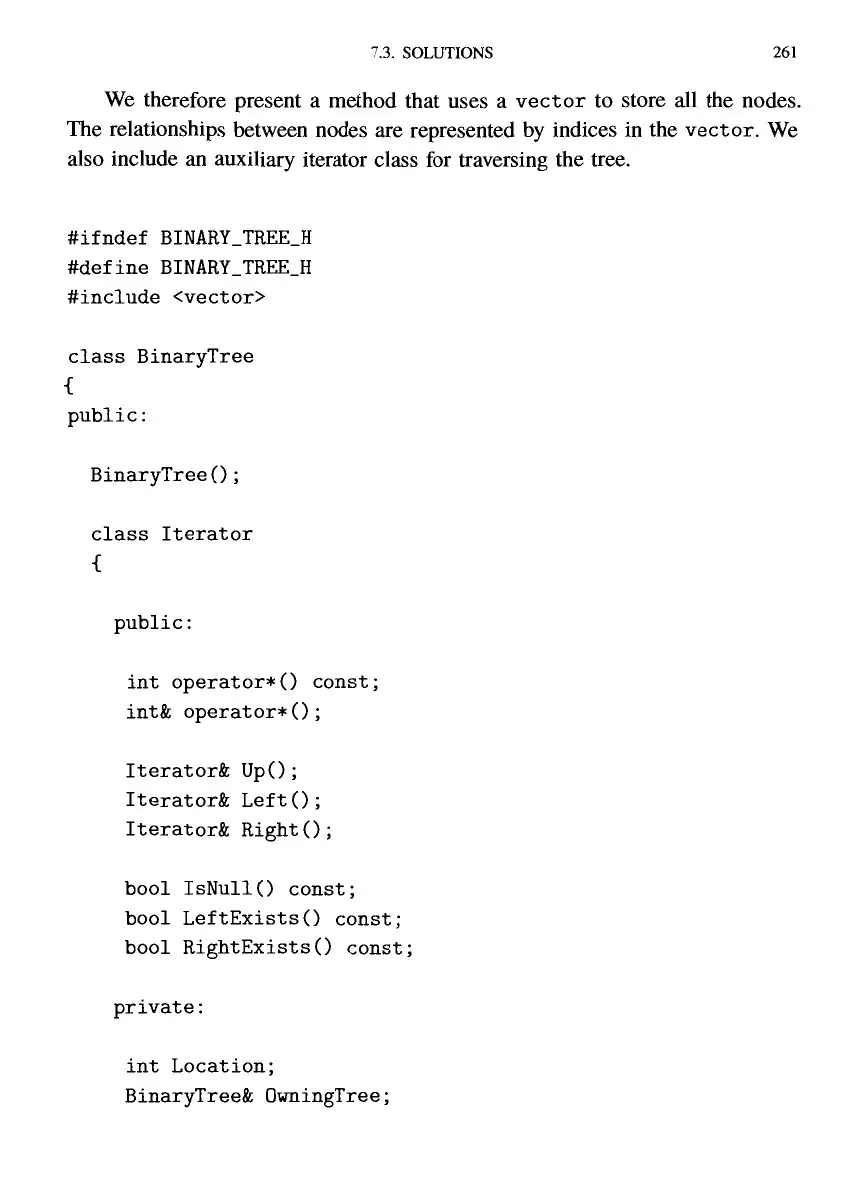 7.3. SOLUTIONS 261
We therefore present a method that uses a vector to store all the nodes.
The relationships between nodes are represented by indices in the vector. We
also include an auxiliary iterator class for traversing the tree.
#ifndef BINARY_TREE_H
#define BINARY_TREE_H
#include <vector>
class BinaryTree
{
public:
BinaryTree();
class Iterator
{
public:
int operator*() const;
int& operator*();
Iterator& Up();
Iterator& Left();
Iterator& Right();
bool IsNull() const;
bool LeftExists() const;
bool RightExists() const;
private:
int Location;
BinaryTree& OwningTree;